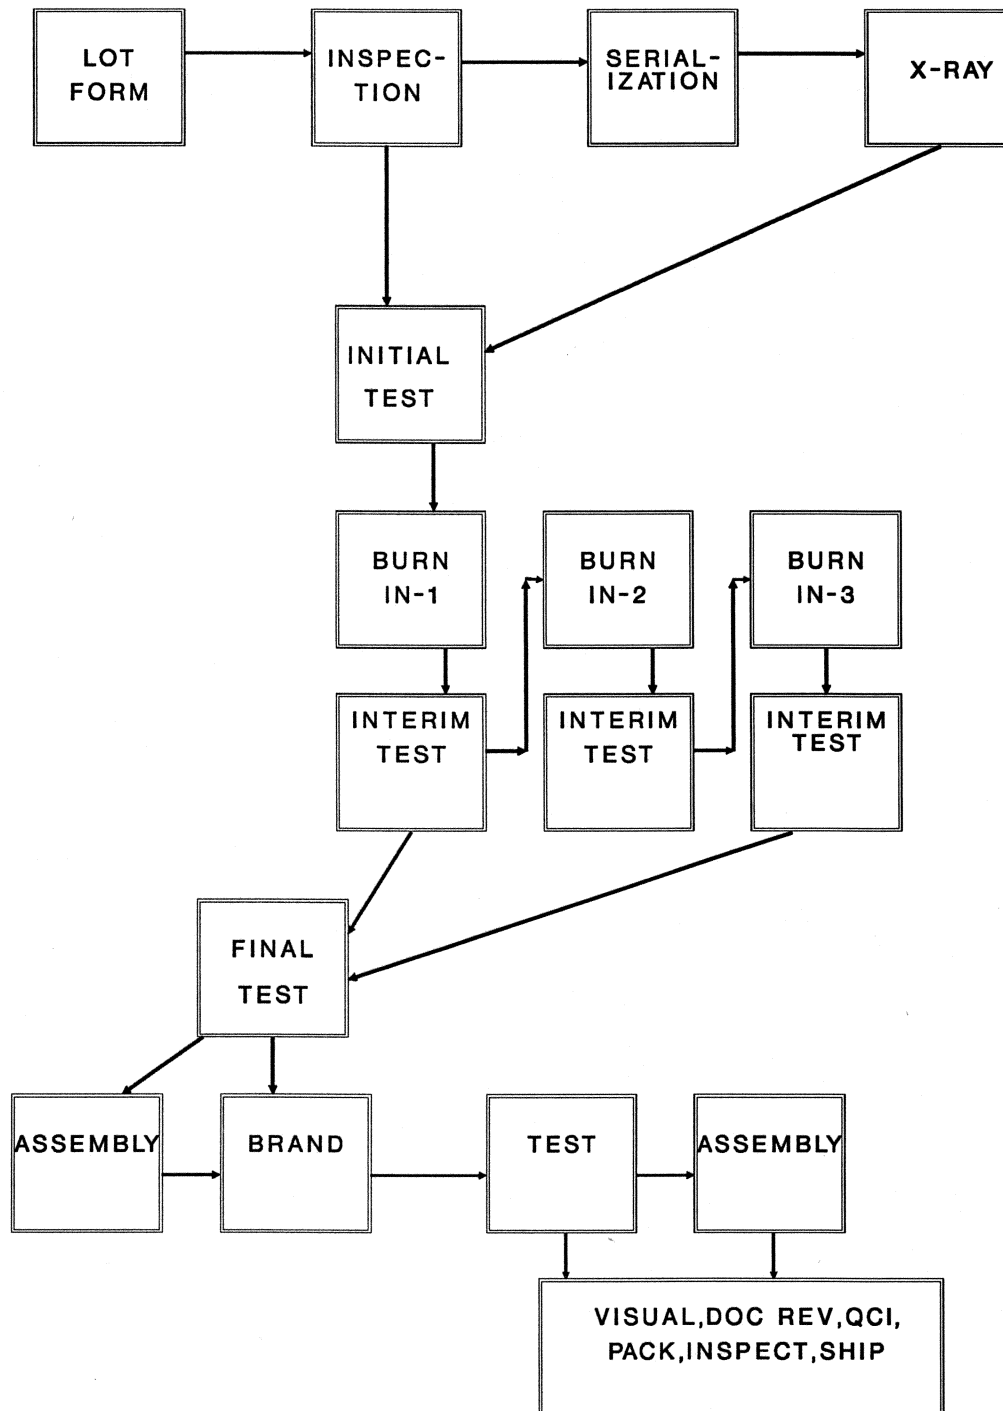 LOT
FORM
INSPEC-
TION
SERIAL-
IZATION
X-RAY
INITIAL
TEST
BURN
IN-1
BURN
IN-2
BURN
IN-3
INTERIM
TEST
INTERIM
TEST
INTERIM
TEST
FINAL
TEST
ASSEMBLY
BRAND
TEST
ASSEMBLY
VISUAL,DOC REV,QCI,
PACK,INSPECT,SHIP